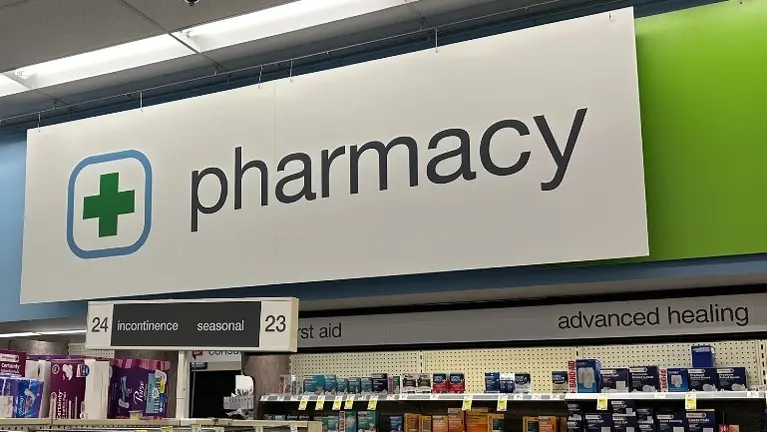 pharmacy
24 incontinence seasonal 23
rst aid
advanced healing